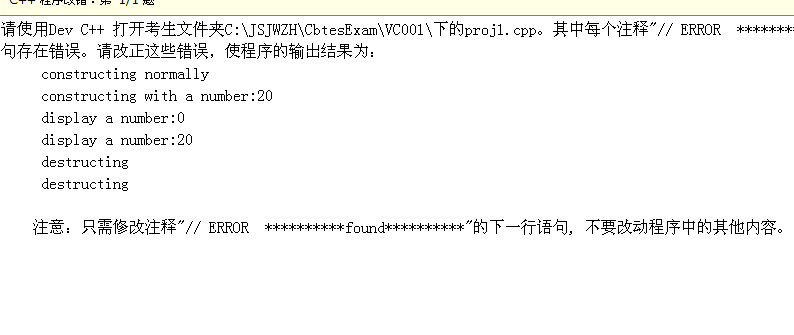 C++ 程序改错：第 1/1 题
请使用Dev C++ 打开考生文件夹C:\JSJWZH\CbtesExam\VC001\下的proj1.cpp。其中每个注释"// ERROR  ********
句存在错误。请改正这些错误，使程序的输出结果为：
constructing normally
constructing with a number:20
display a number:0
display a number:20
destructing
destructing
注意：只需修改注释"// ERROR  **********found**********"的下一行语句，不要改动程序中的其他内容。